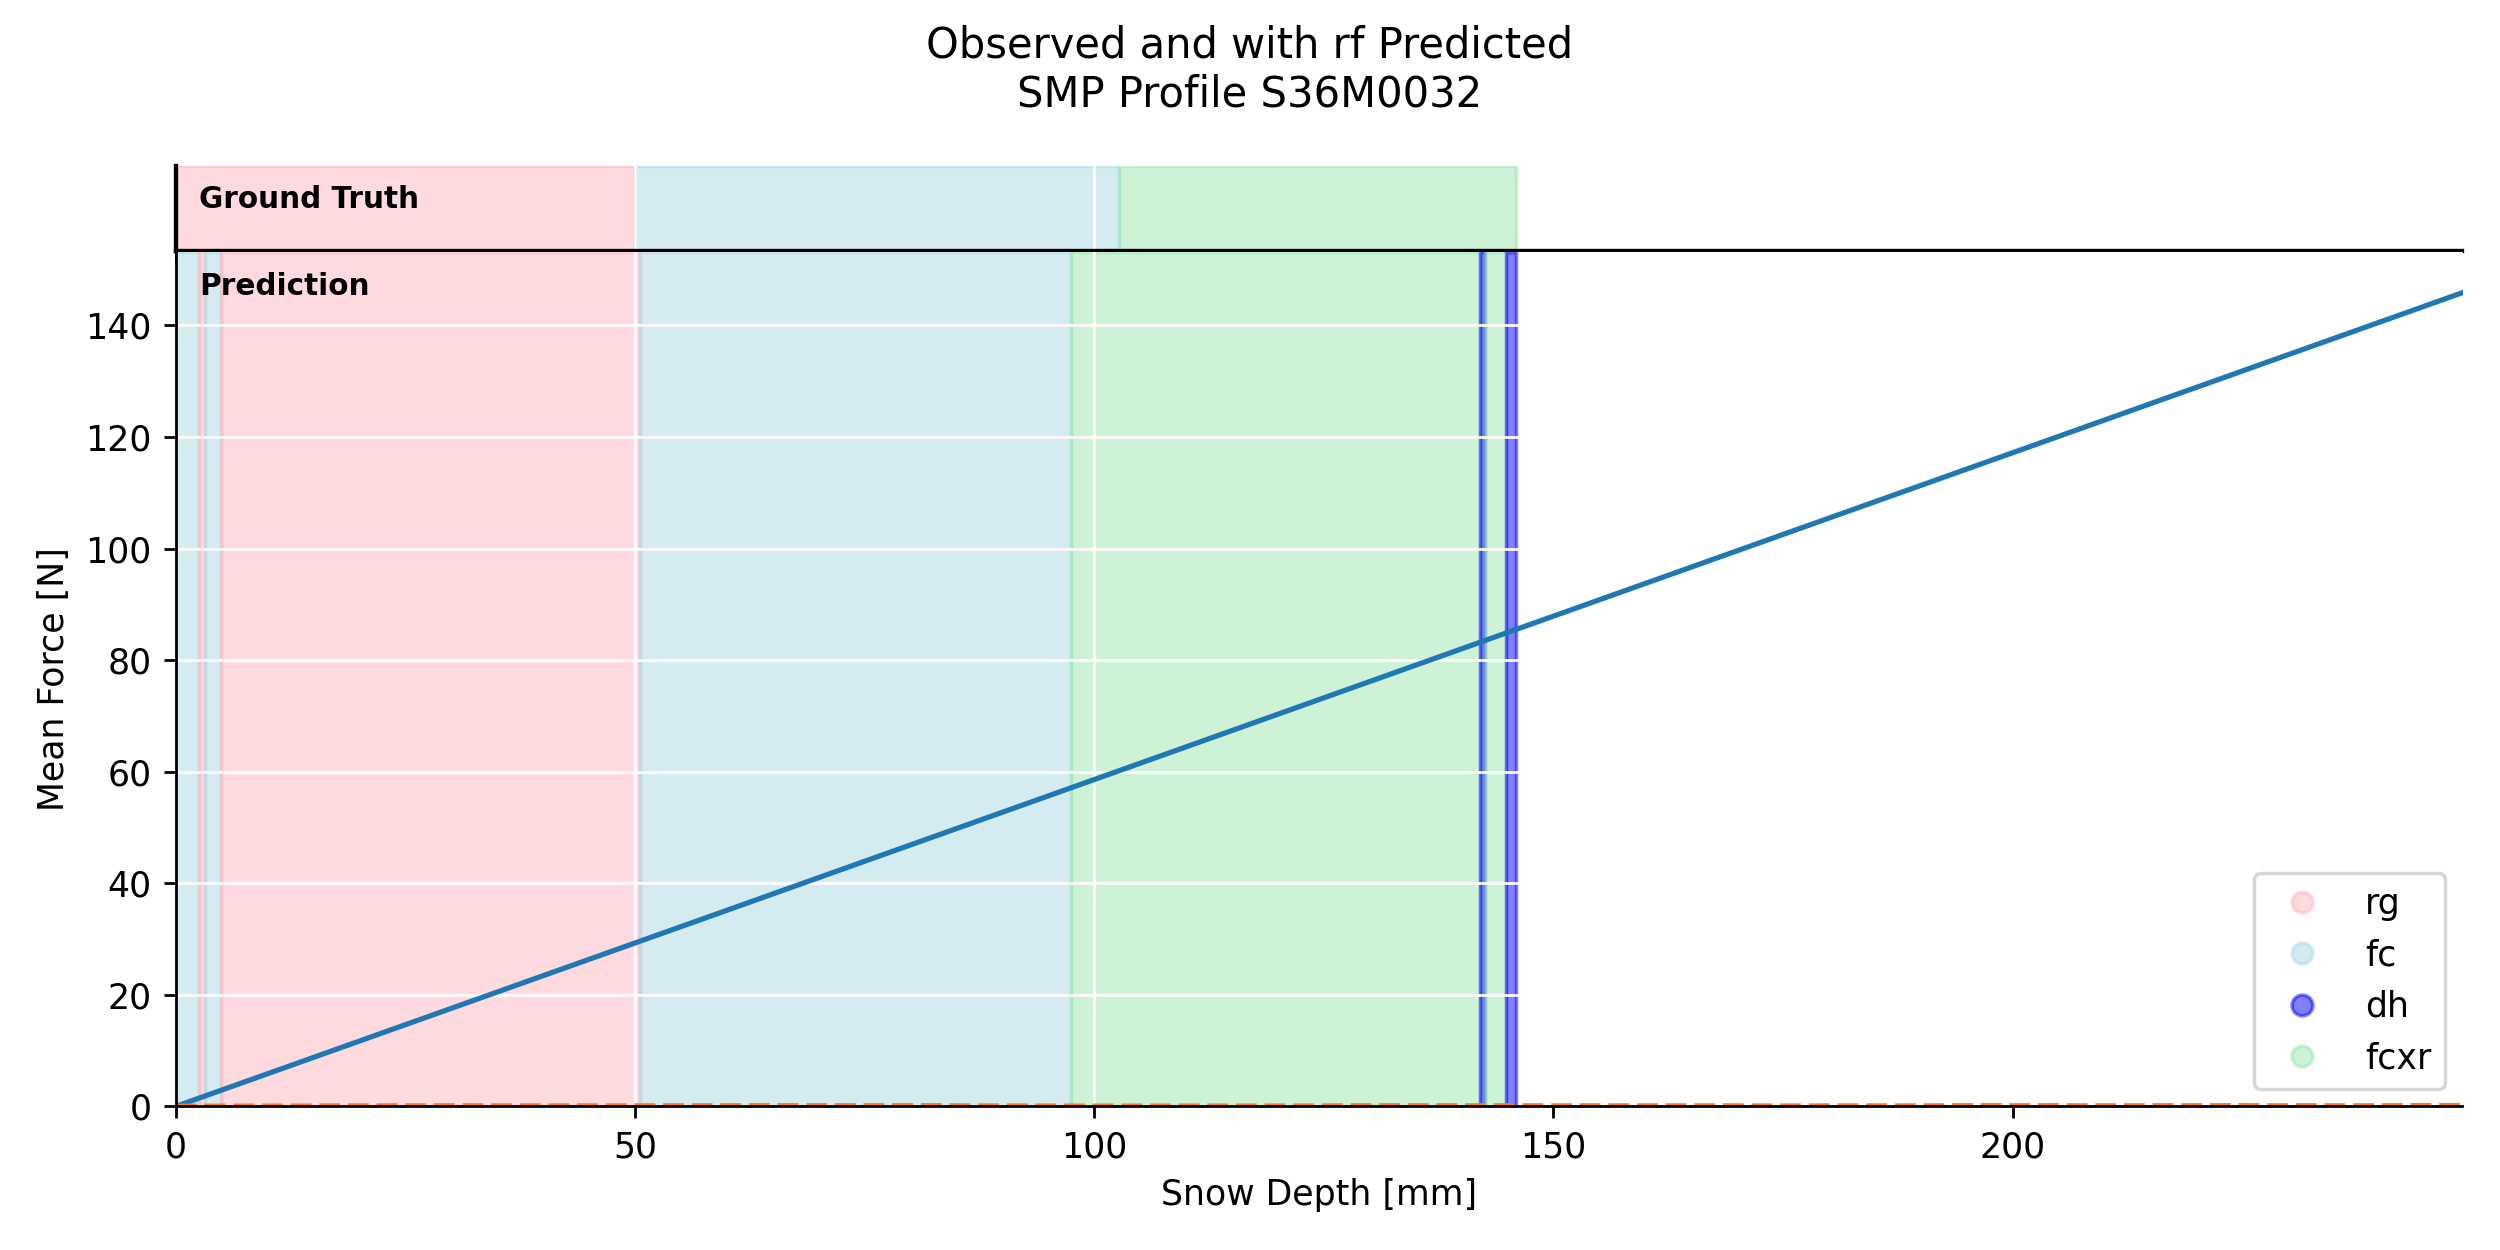 Observed and with rf Predicted
SMP Profile S36M0032
Ground Truth
Prediction
140
120
100
80
60
40
20
0
Mean Force [N]
0 50 100 150 200
Snow Depth [mm]
rg
fc
dh
fcxr